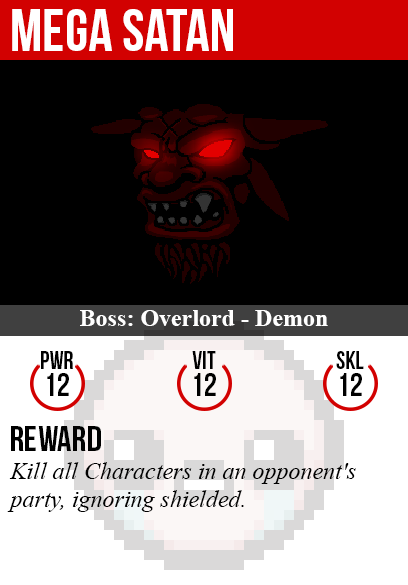 MEGA SATAN
Boss: Overlord - Demon
PWR VIT SKL
12 12 12
REWARD
Kill all Characters in an opponent's
party, ignoring shielded.